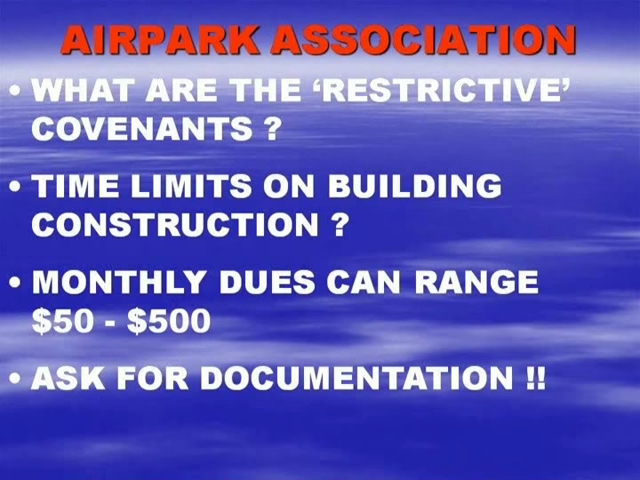 AIRPARK ASSOCIATION
• WHAT ARE THE ‘RESTRICTIVE’
COVENANTS ?
• TIME LIMITS ON BUILDING
CONSTRUCTION ?
• MONTHLY DUES CAN RANGE
$50 - $500
• ASK FOR DOCUMENTATION !!